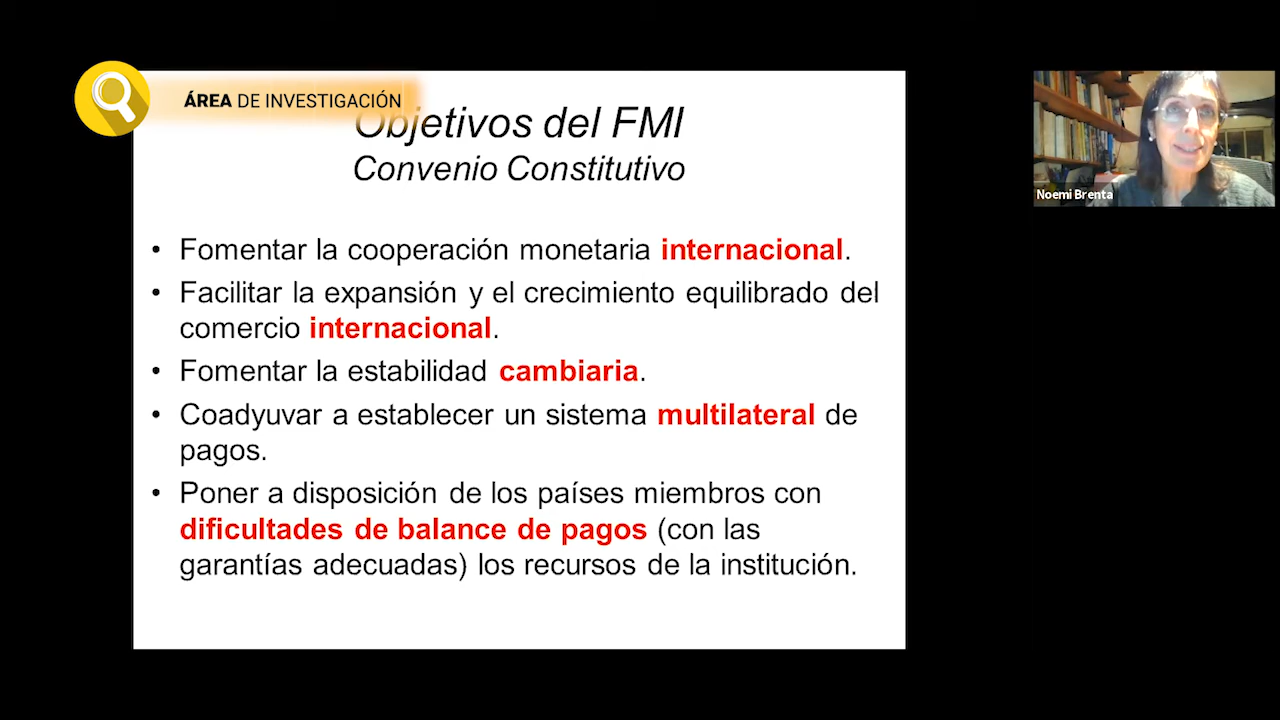 ÁREA DE INVESTIGACIÓN
Objetivos del FMI
Convenio Constitutivo
• Fomentar la cooperación monetaria internacional.
• Facilitar la expansión y el crecimiento equilibrado del
comercio internacional.
• Fomentar la estabilidad cambiaria.
• Coadyuvar a establecer un sistema multilateral de
pagos.
• Poner a disposición de los países miembros con
dificultades de balance de pagos (con las
garantías adecuadas) los recursos de la institución.
Noemi Brenta